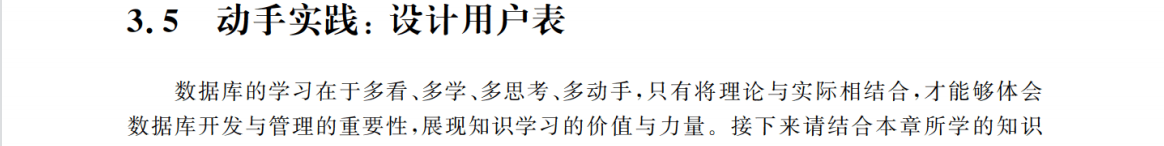 3.5 动手实践：设计用户表
数据库的学习在于多看、多学、多思考、多动手，只有将理论与实际相结合，才能够体会
数据库开发与管理的重要性，展现知识学习的价值与力量。接下来请结合本章所学的知识